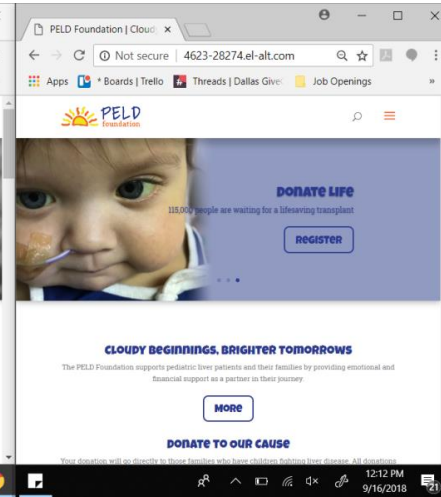 PELD Foundation | Cloudy
Not secure | 4623-28274.el-alt.com
Apps * Boards | Trello Threads | Dallas Give Job Openings »
PELD
foundation
DONATE LIFE
115,000 people are waiting for a lifesaving transplant
REGISTER
CLOUDY BEGINNINGS, BRIGHTER TOMORROWS
The PELD Foundation supports pediatric liver patients and their families by providing emotional and
financial support as a partner in their journey.
MORE
DONATE TO OUR CAUSE
Your donation will go directly to those families who have children fighting liver disease. All donations
12:12 PM
9/16/2018
21